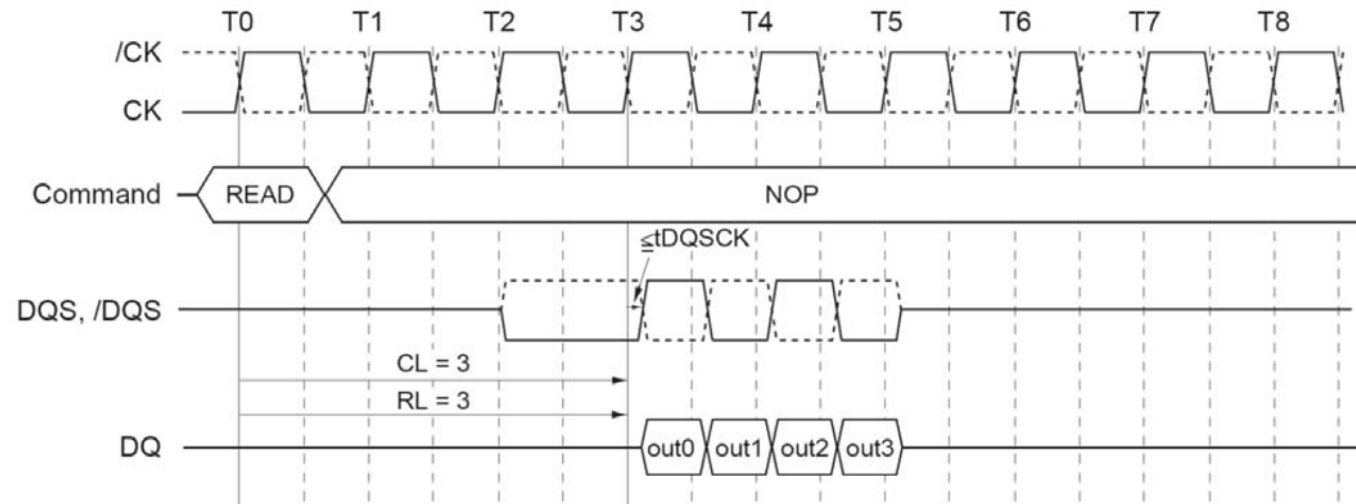 T0 T1 T2 T3 T4 T5 T6 T7 T8
/CK
CK
Command READ NOP
≦tDQSCK
DQS, /DQS
CL = 3
RL = 3
DQ out0 out1 out2 out3